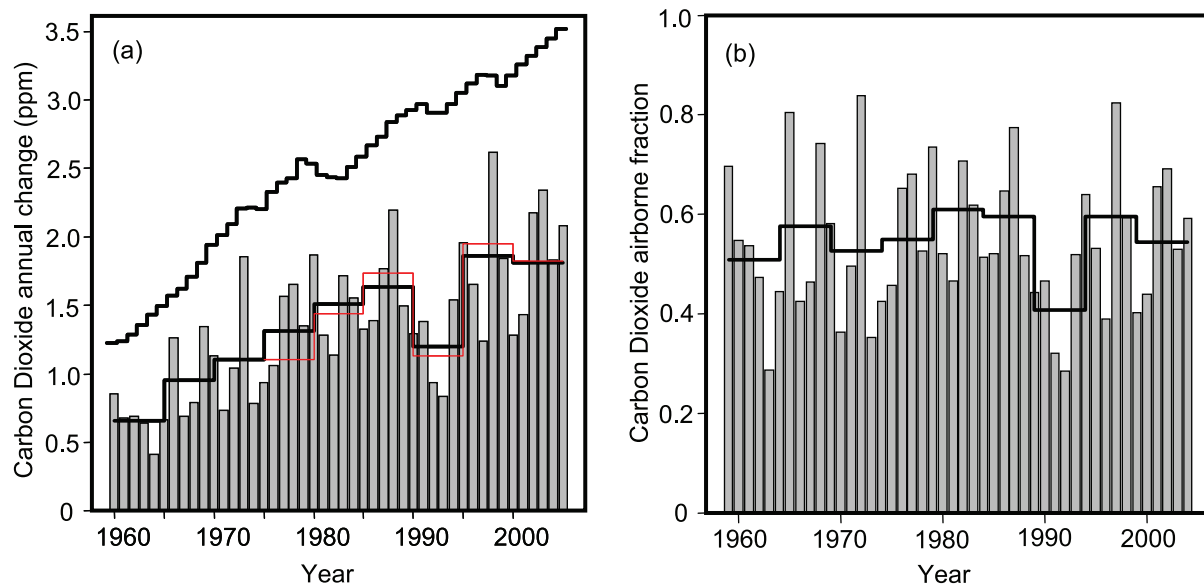 (a)
Carbon Dioxide annual change (ppm)
3.5
3.0
2.5
2.0
1.5
1.0
0.5
0
1960 1970 1980 1990 2000
Year
(b)
Carbon Dioxide airborne fraction
1.0
0.8
0.6
0.4
0.2
0.0
1960 1970 1980 1990 2000
Year